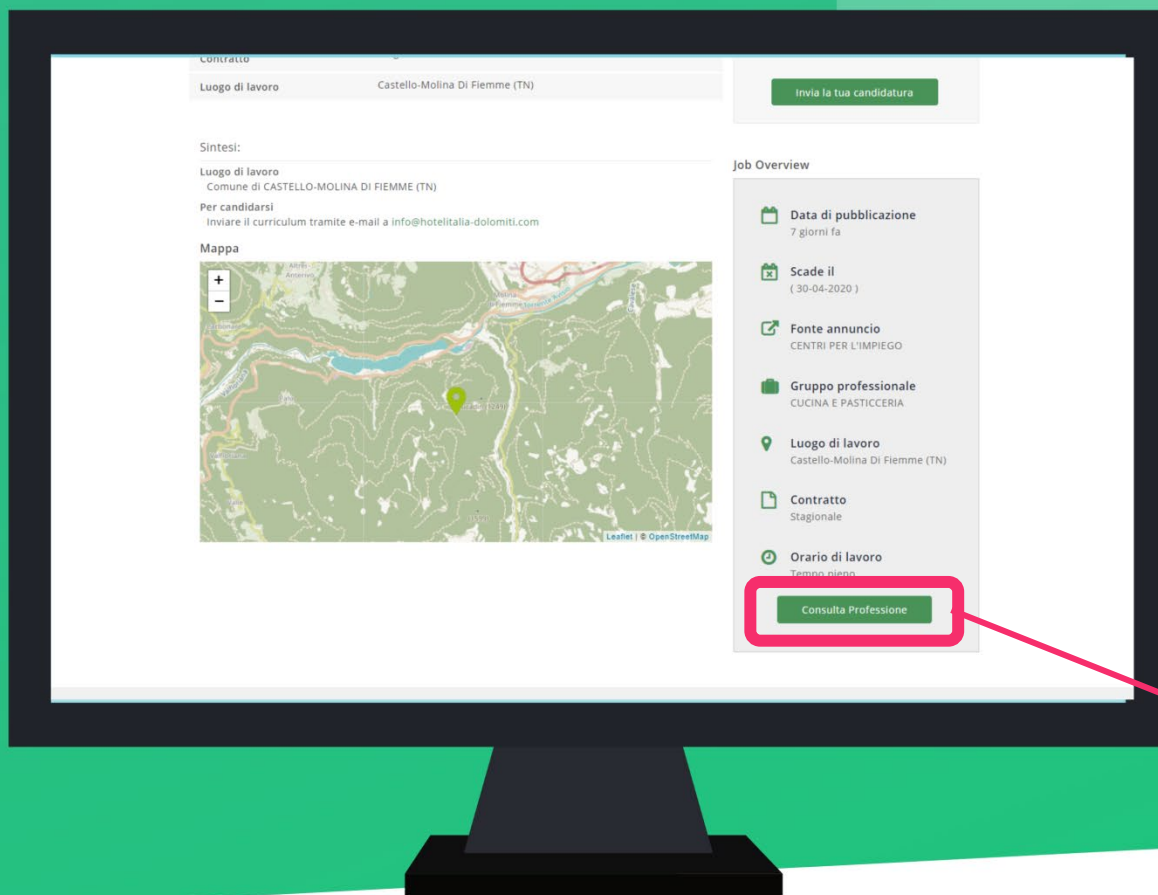 Contratto
Luogo di lavoro Castello-Molina Di Fiemme (TN)
Sintesi:
Luogo di lavoro
Comune di CASTELLO-MOLINA DI FIEMME (TN)
Per candidarsi
Inviare il curriculum tramite e-mail a info@hotelitalia-dolomiti.com
Mappa
+
−
Molina
Leaflet | © OpenStreetMap
Invia la tua candidatura
Job Overview
Data di pubblicazione
7 giorni fa
Scade il
( 30-04-2020 )
Fonte annuncio
CENTRI PER L'IMPIEGO
Gruppo professionale
CUCINA E PASTICCERIA
Luogo di lavoro
Castello-Molina Di Fiemme (TN)
Contratto
Stagionale
Orario di lavoro
Tempo pieno
Consulta Professione